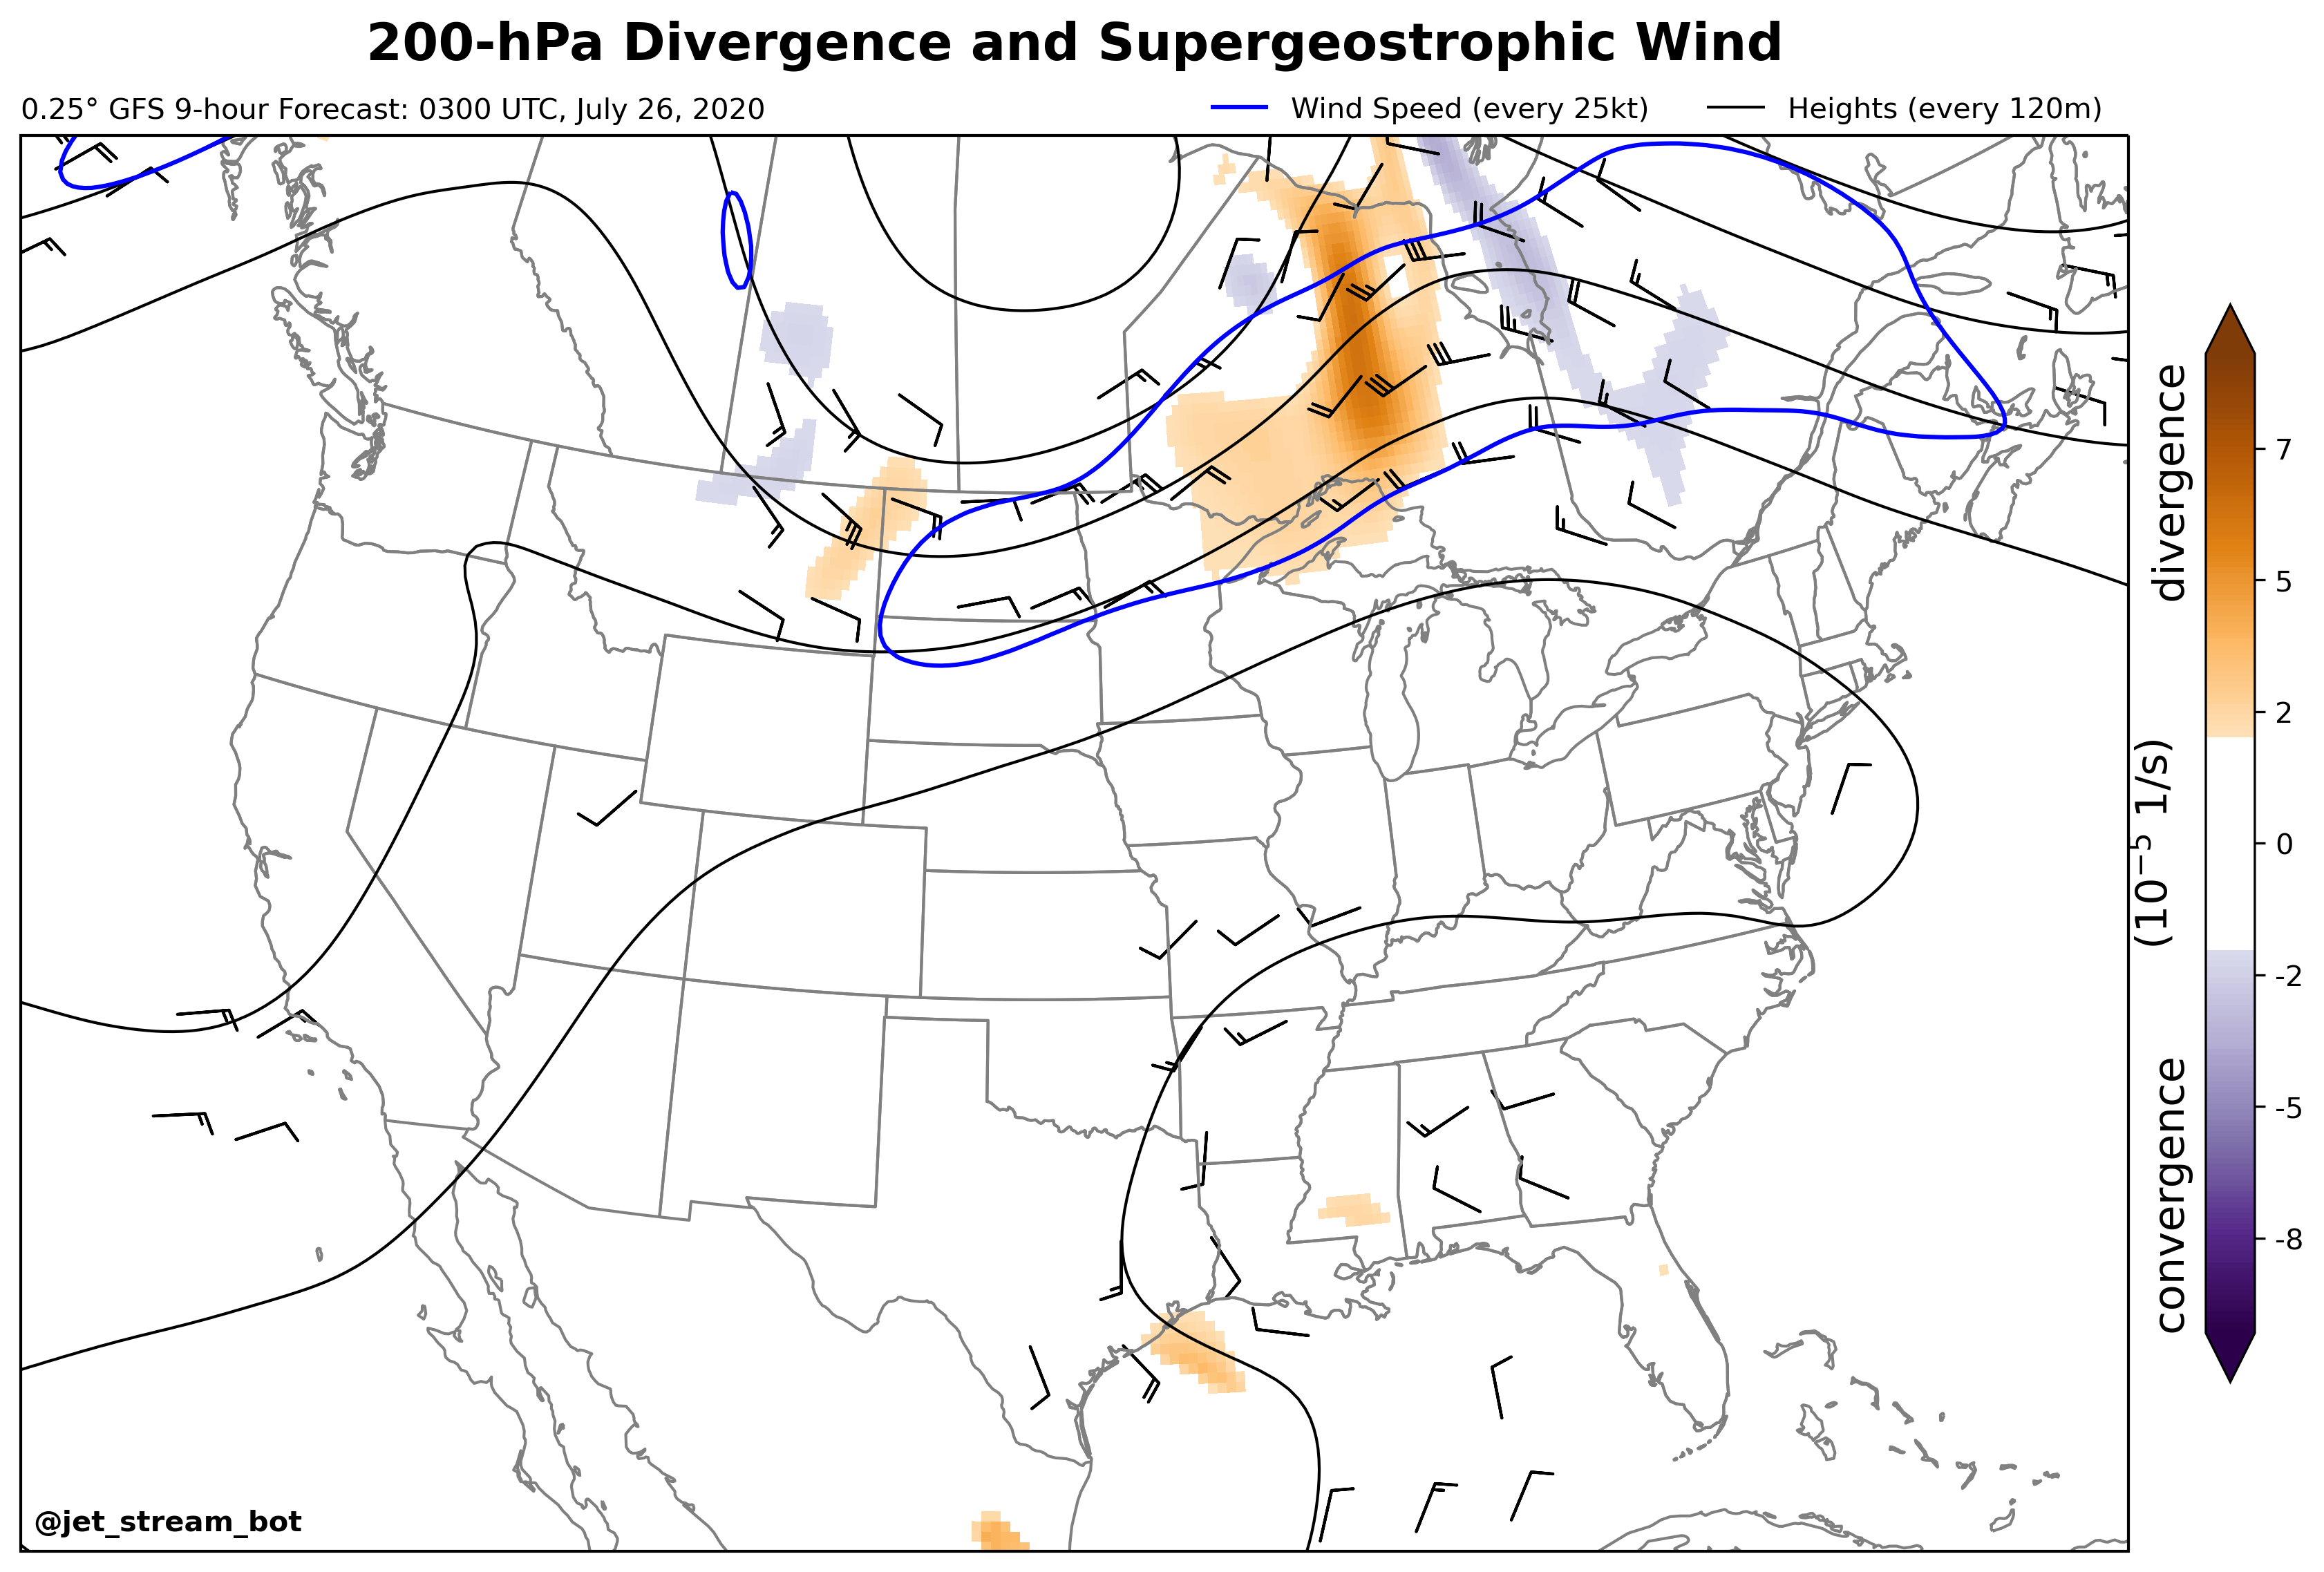 200-hPa Divergence and Supergeostrophic Wind
0.25° GFS 9-hour Forecast: 0300 UTC, July 26, 2020
Wind Speed (every 25kt)
Heights (every 120m)
divergence
(10⁻⁵ 1/s)
convergence
7
5
2
0
-2
-5
-8
@jet_stream_bot